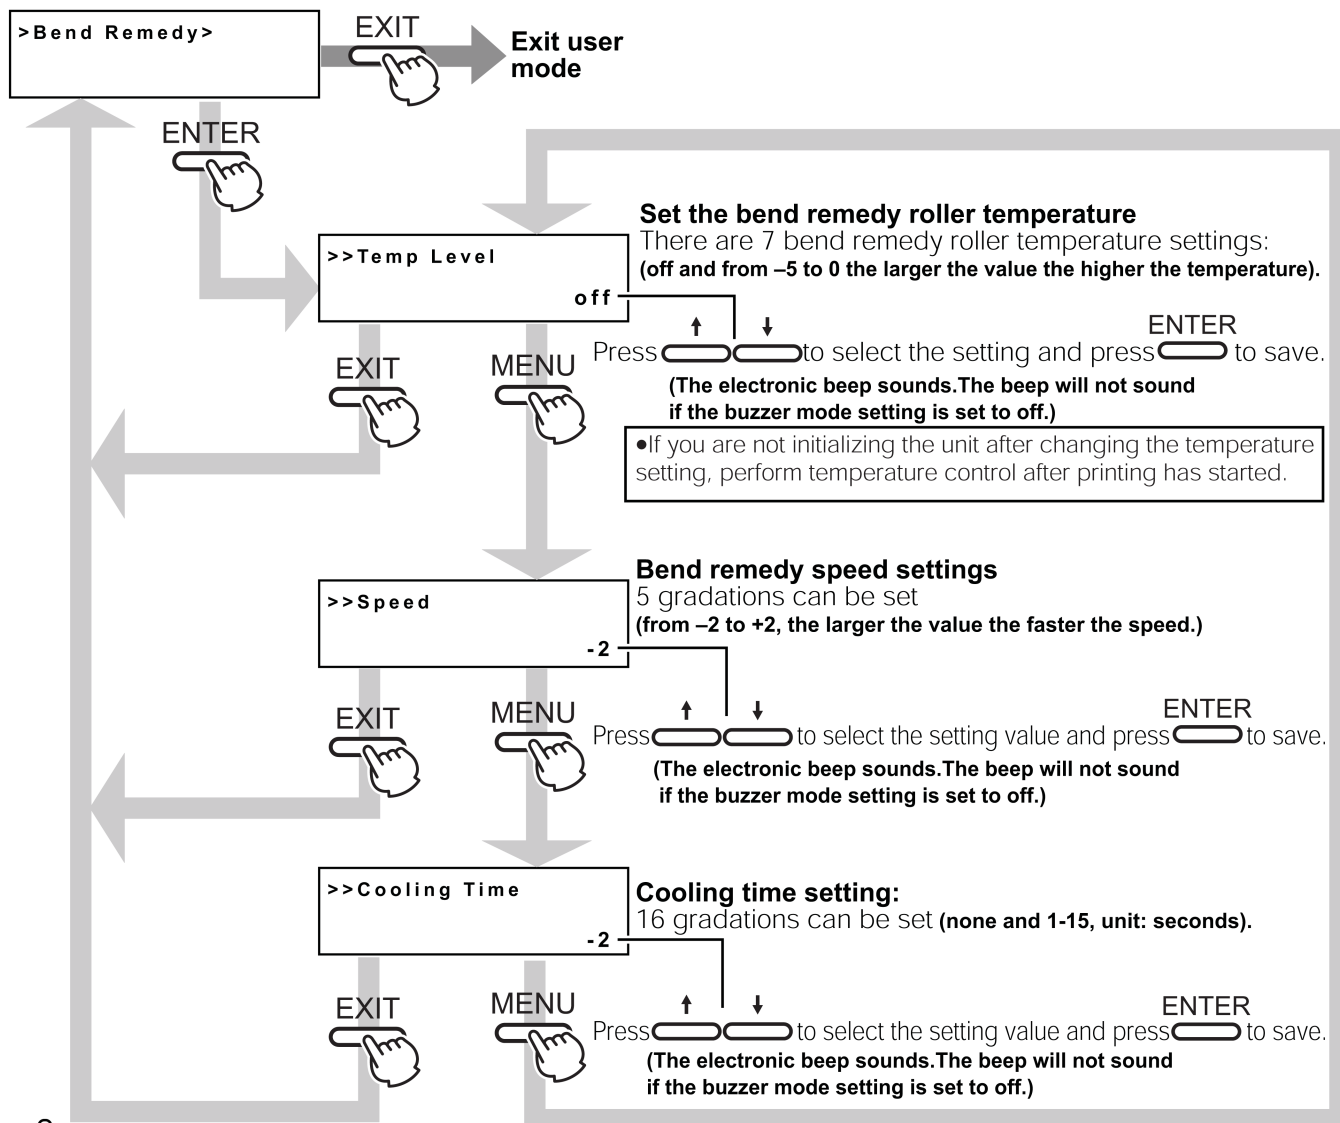 >Bend Remedy>
EXIT
Exit user
mode
ENTER
Set the bend remedy roller temperature
There are 7 bend remedy roller temperature settings:
(off and from –5 to 0 the larger the value the higher the temperature).
>>Temp Level
off
ENTER
Press to select the setting and press to save.
(The electronic beep sounds.The beep will not sound
if the buzzer mode setting is set to off.)
EXIT
MENU
●If you are not initializing the unit after changing the temperature
setting, perform temperature control after printing has started.
Bend remedy speed settings
5 gradations can be set
(from –2 to +2, the larger the value the faster the speed.)
>>Speed
-2
EXIT
MENU
ENTER
Press to select the setting value and press to save.
(The electronic beep sounds.The beep will not sound
if the buzzer mode setting is set to off.)
>>Cooling Time
-2
Cooling time setting:
16 gradations can be set (none and 1-15, unit: seconds).
EXIT
MENU
ENTER
Press to select the setting value and press to save.
(The electronic beep sounds.The beep will not sound
if the buzzer mode setting is set to off.)